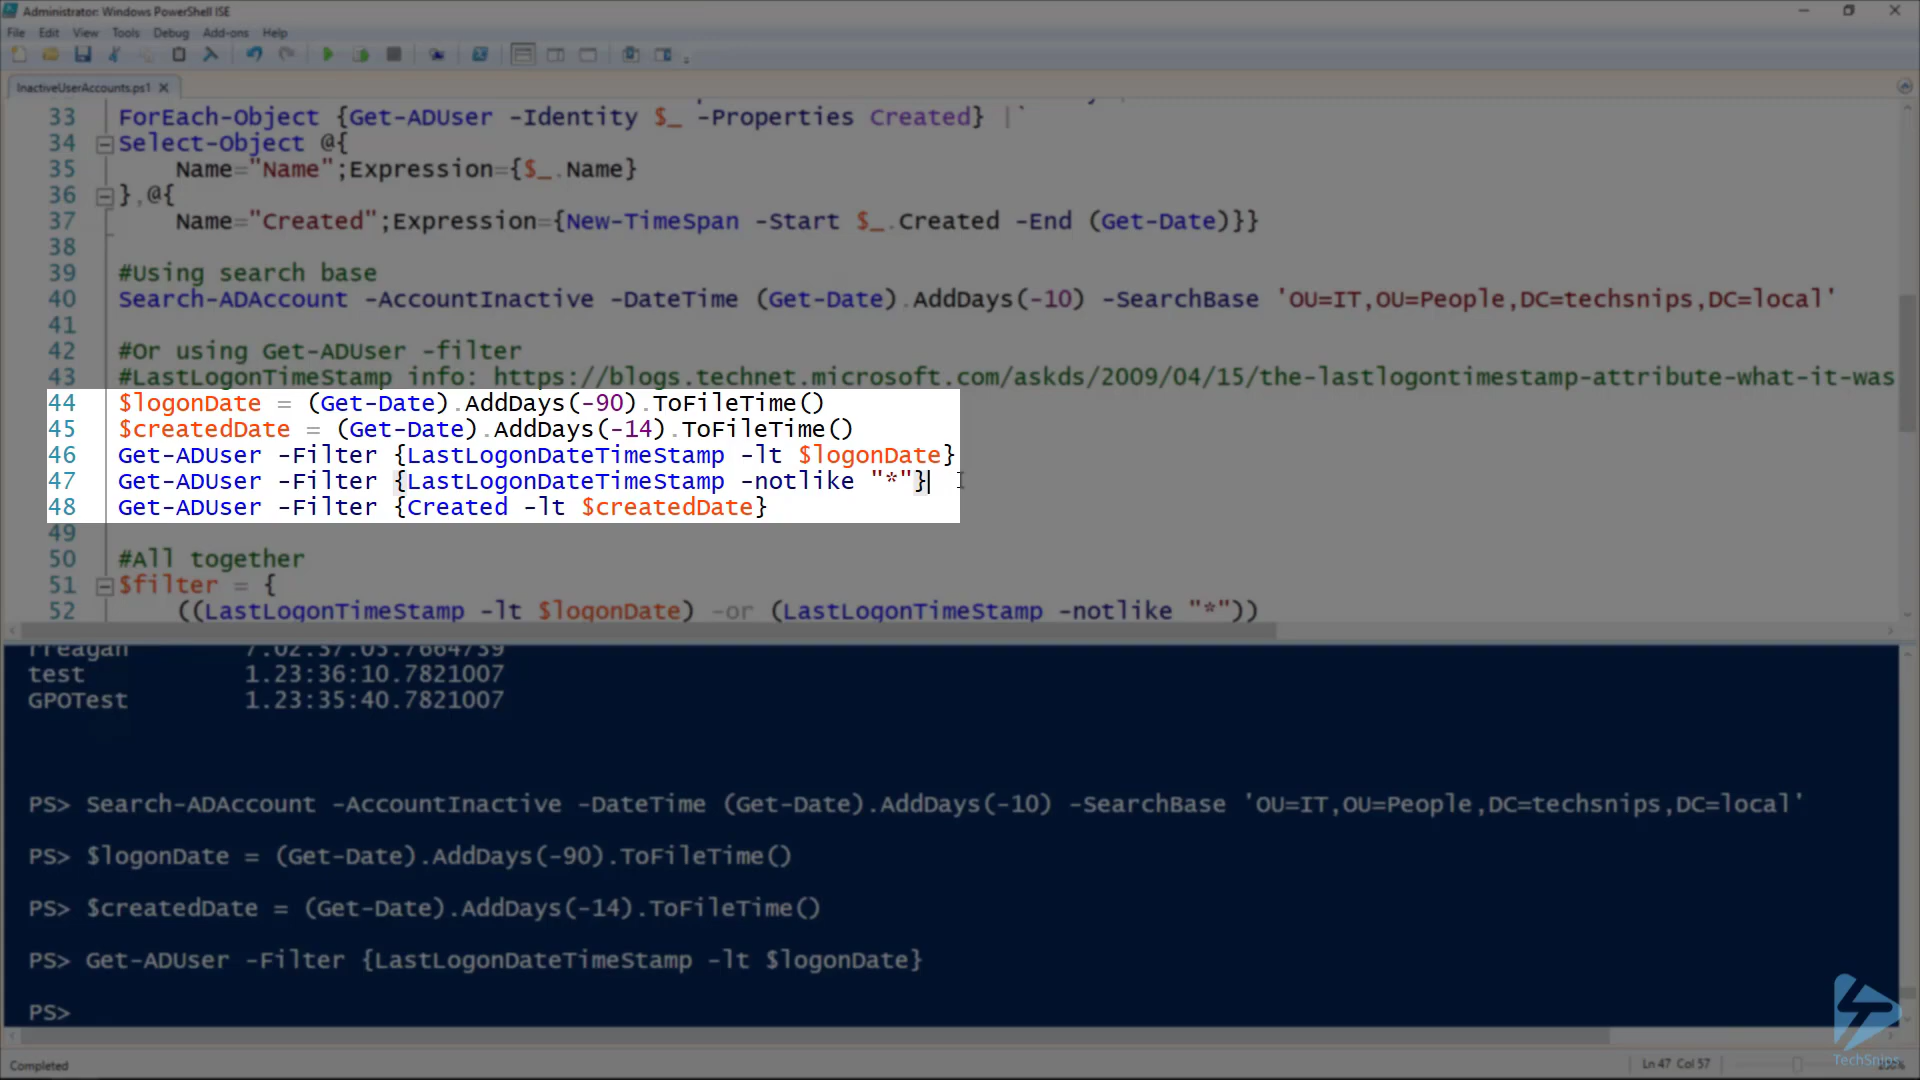 Administrator: Windows PowerShell ISE
File Edit View Tools Debug Add-ons Help
InactiveUserAccounts.ps1
33 ForEach-Object {Get-ADUser -Identity $_ -Properties Created} |`
34 Select-Object @{
35 Name="Name";Expression={$_.Name}
36 },@{
37 Name="Created";Expression={New-TimeSpan -Start $_.Created -End (Get-Date)}}
38
39 #Using search base
40 Search-ADAccount -AccountInactive -DateTime (Get-Date).AddDays(-10) -SearchBase 'OU=IT,OU=People,DC=techsnips,DC=local'
41
42 #Or using Get-ADUser -filter
43 #LastLogonTimeStamp info: https://blogs.technet.microsoft.com/askds/2009/04/15/the-lastlogontimestamp-attribute-what-it-was
44 $logonDate = (Get-Date).AddDays(-90).ToFileTime()
45 $createdDate = (Get-Date).AddDays(-14).ToFileTime()
46 Get-ADUser -Filter {LastLogonDateTimeStamp -lt $logonDate}
47 Get-ADUser -Filter {LastLogonDateTimeStamp -notlike "*"}
48 Get-ADUser -Filter {Created -lt $createdDate}
49
50 #All together
51 $filter = {
52 ((LastLogonTimeStamp -lt $logonDate) -or (LastLogonTimeStamp -notlike "*"))
rreagan 7.02:37:03.7664739
test 1.23:36:10.7821007
GPOTest 1.23:35:40.7821007
PS> Search-ADAccount -AccountInactive -DateTime (Get-Date).AddDays(-10) -SearchBase 'OU=IT,OU=People,DC=techsnips,DC=local'
PS> $logonDate = (Get-Date).AddDays(-90).ToFileTime()
PS> $createdDate = (Get-Date).AddDays(-14).ToFileTime()
PS> Get-ADUser -Filter {LastLogonDateTimeStamp -lt $logonDate}
PS>
TechSnips
Completed
Ln 47 Col 57